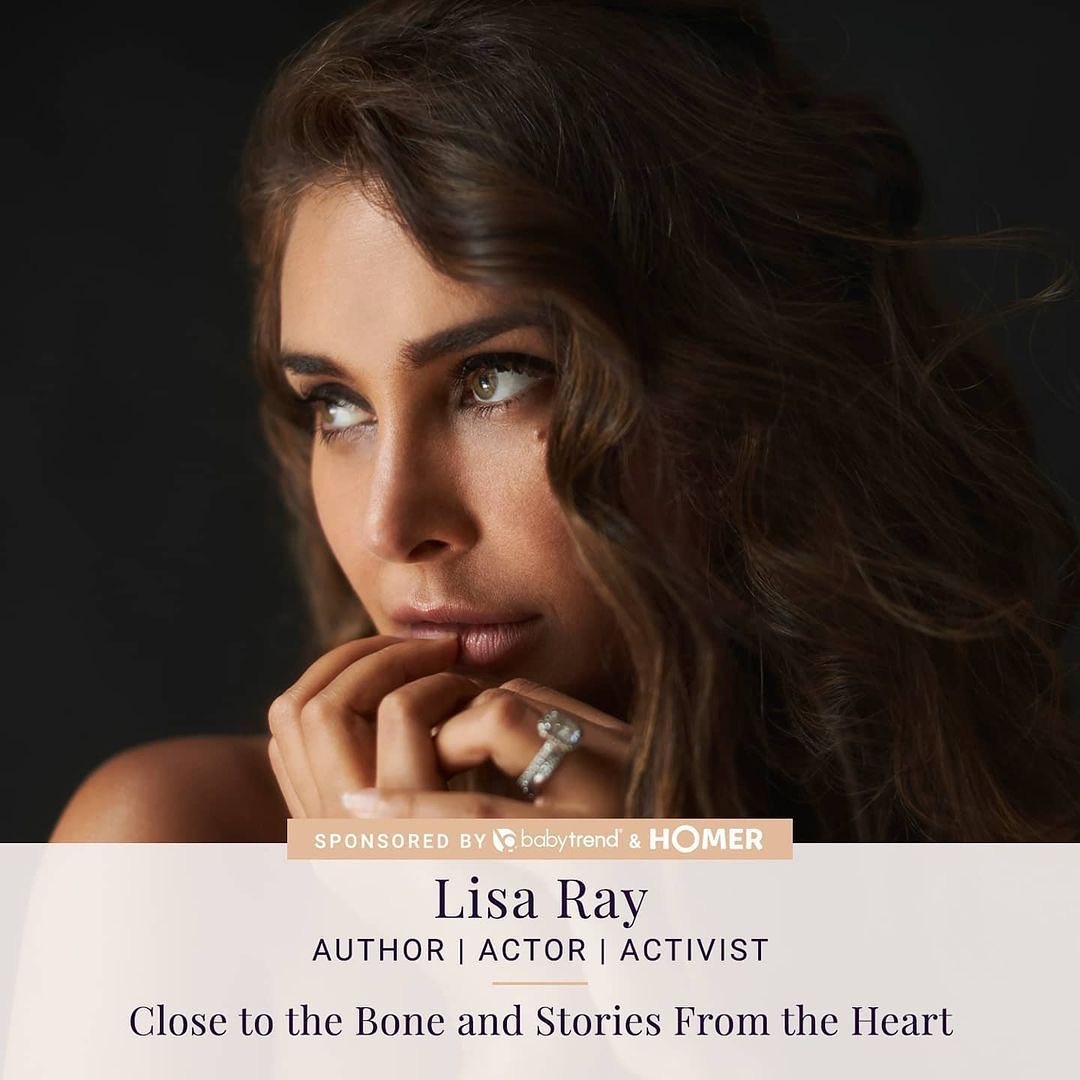 SPONSORED BY babytrend® & HOMER
Lisa Ray
AUTHOR | ACTOR | ACTIVIST
Close to the Bone and Stories From the Heart